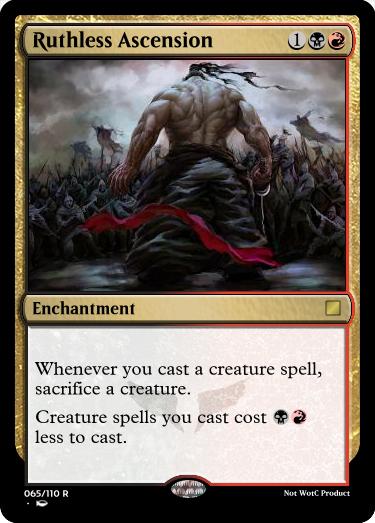 Ruthless Ascension 1
Enchantment
Whenever you cast a creature spell,
sacrifice a creature.
Creature spells you cast cost
less to cast.
065/110 R
Not WotC Product